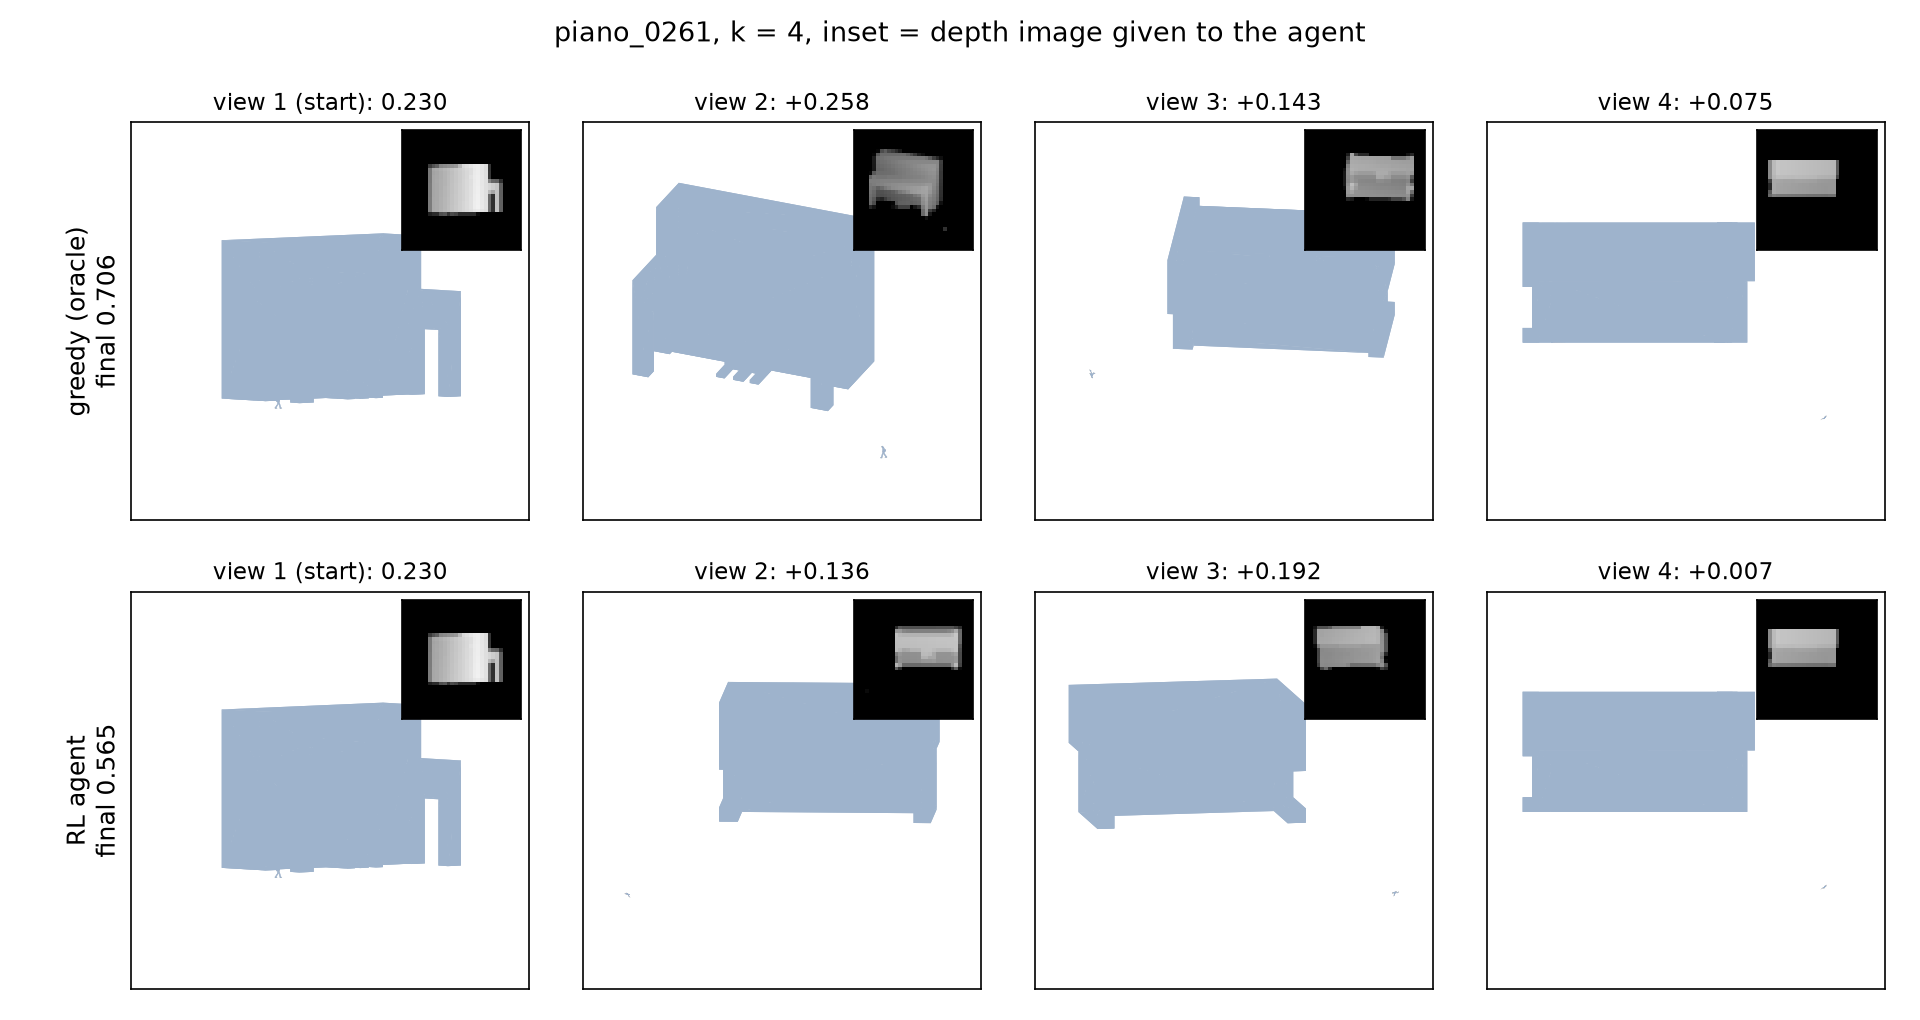 piano_0261, k = 4, inset = depth image given to the agent
view 1 (start): 0.230
view 2: +0.258
view 3: +0.143
view 4: +0.075
greedy (oracle)
final 0.706
view 1 (start): 0.230
view 2: +0.136
view 3: +0.192
view 4: +0.007
RL agent
final 0.565